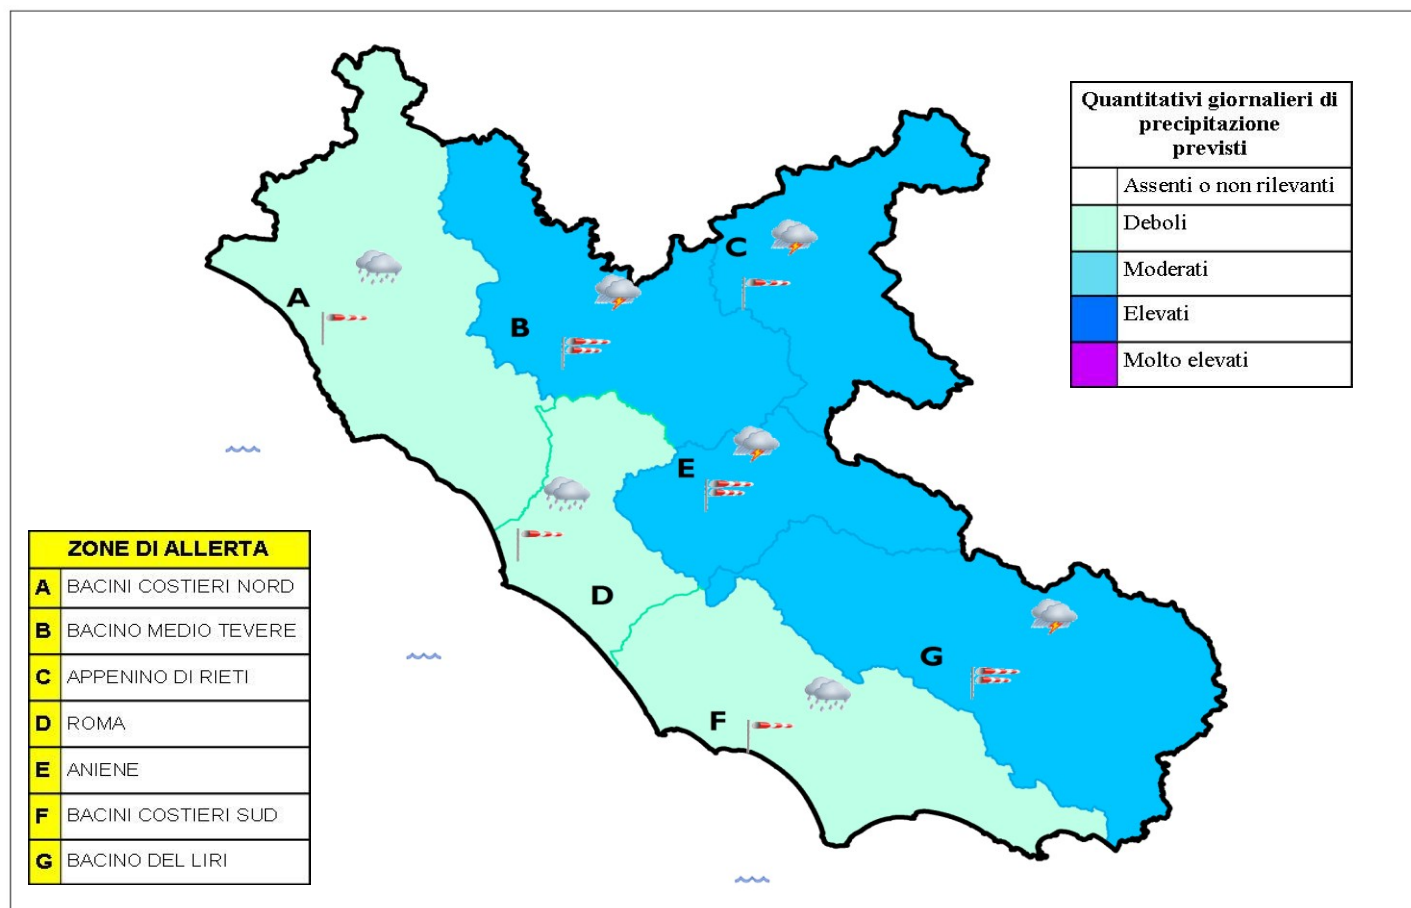 Quantitativi giornalieri di
precipitazione
previsti
Assenti o non rilevanti
Deboli
Moderati
Elevati
Molto elevati
A
B
C
D
E
F
G
ZONE DI ALLERTA
A BACINI COSTIERI NORD
B BACINO MEDIO TEVERE
C APPENINO DI RIETI
D ROMA
E ANIENE
F BACINI COSTIERI SUD
G BACINO DEL LIRI